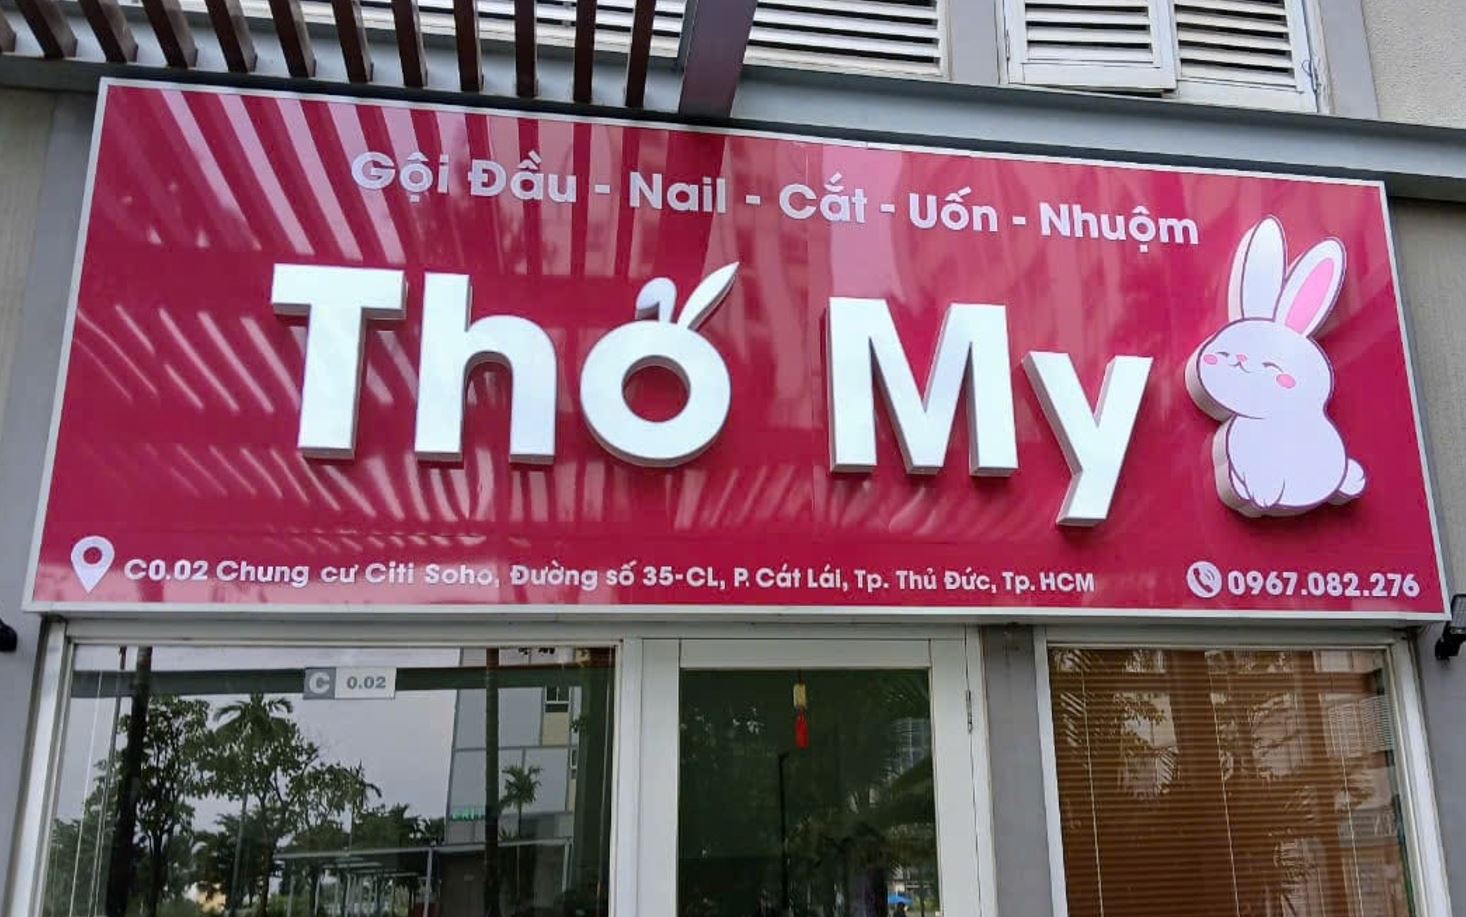 Gội Đầu - Nail - Cắt - Uốn - Nhuộm
Thỏ My
C0.02 Chung cư Citi Soho, Đường số 35-CL, P. Cát Lái, Tp. Thủ Đức, Tp. HCM
0967.082.276
C 0.02
EXIT